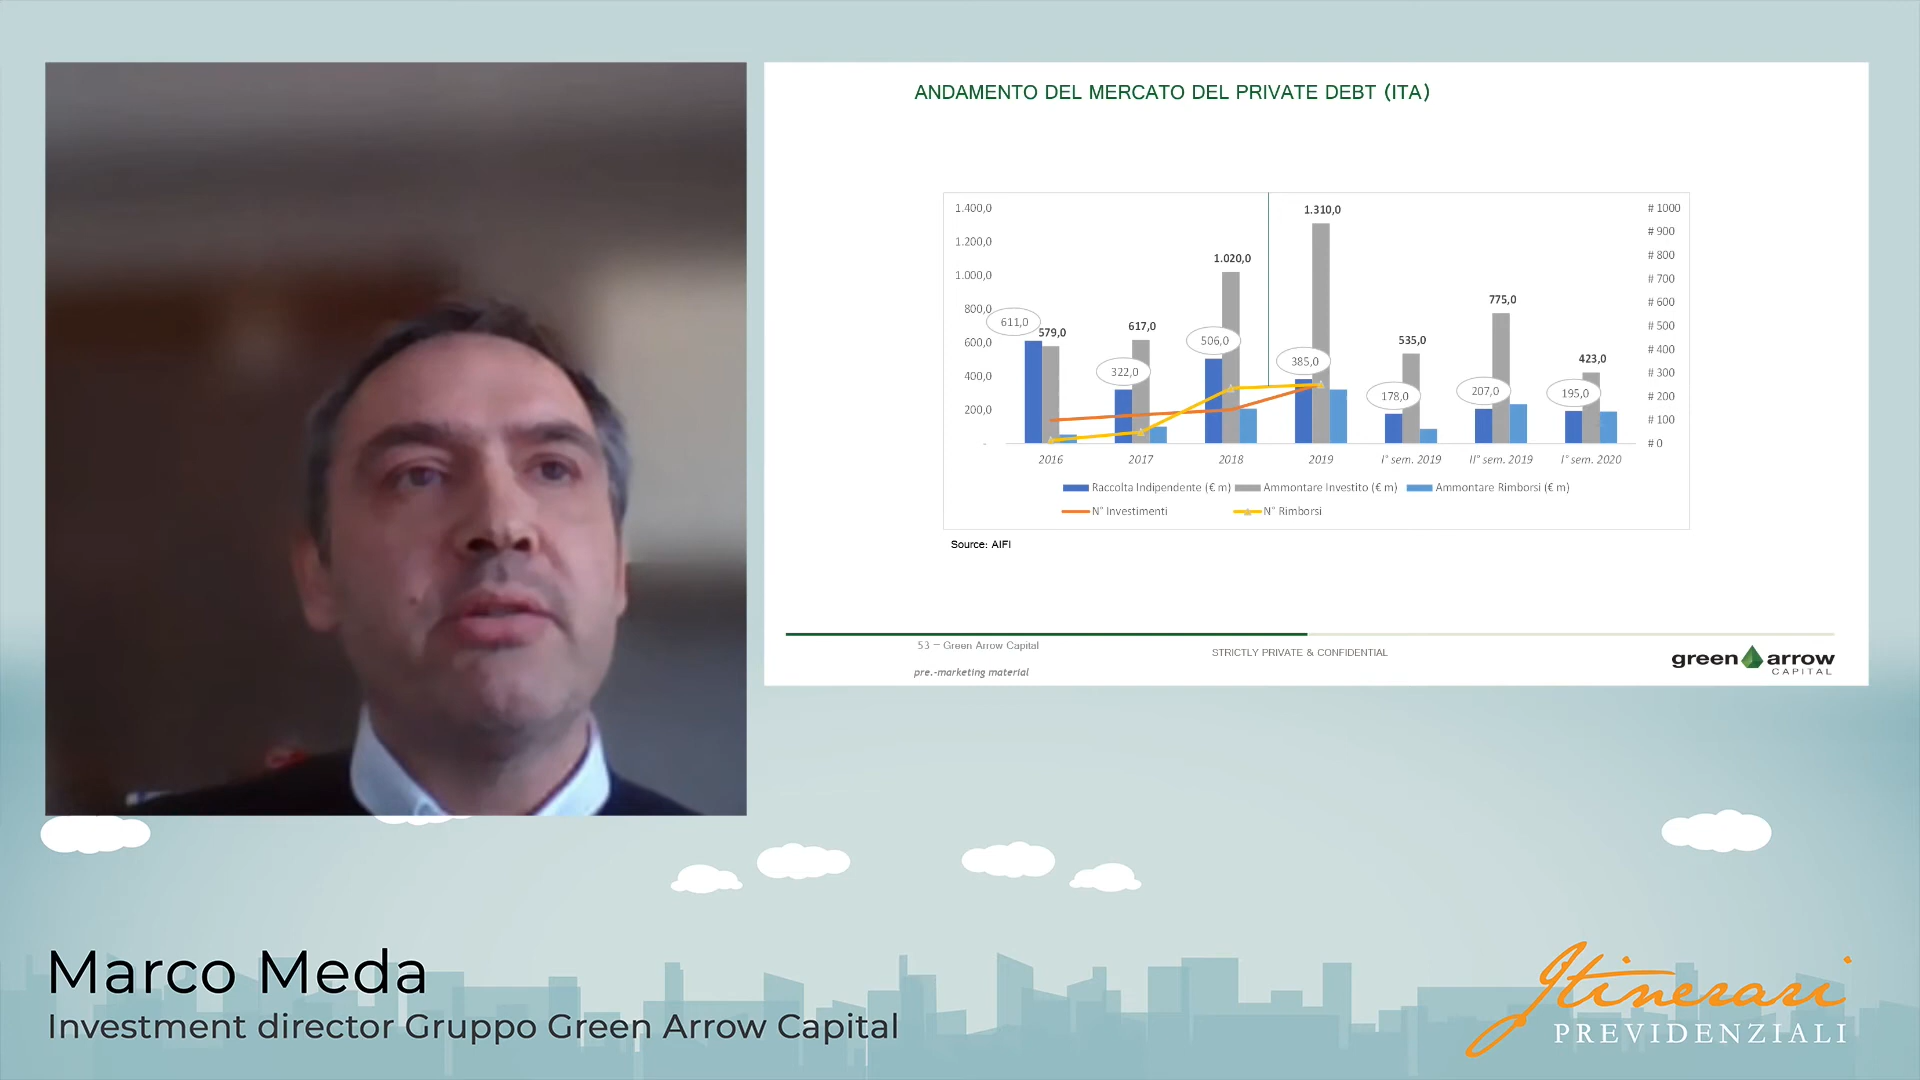 ANDAMENTO DEL MERCATO DEL PRIVATE DEBT (ITA)
1.400,0
1.200,0
1.000,0
800,0
600,0
400,0
200,0
-
# 1000
# 900
# 800
# 700
# 600
# 500
# 400
# 300
# 200
# 100
# 0
611,0
579,0
322,0
617,0
506,0
1.020,0
385,0
1.310,0
178,0
535,0
207,0
775,0
195,0
423,0
2016 2017 2018 2019 I° sem. 2019 II° sem. 2019 I° sem. 2020
Raccolta Indipendente (€ m) Ammontare Investito (€ m) Ammontare Rimborsi (€ m)
N° Investimenti N° Rimborsi
Source: AIFI
53 – Green Arrow Capital
STRICTLY PRIVATE & CONFIDENTIAL
pre.-marketing material
green arrow
CAPITAL
Marco Meda
Investment director Gruppo Green Arrow Capital
Itinerari
PREVIDENZIALI